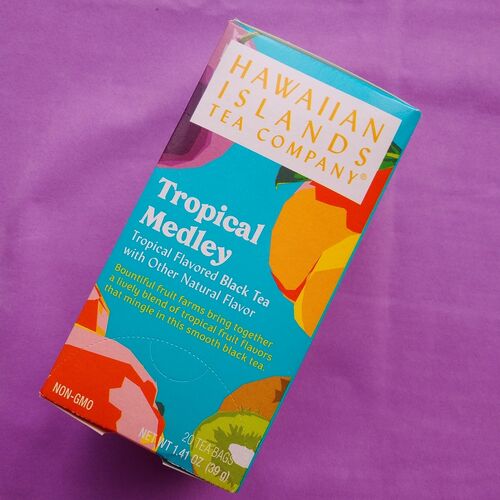 HAWAIIAN
ISLANDS
TEA COMPANY®
Tropical
Medley
Tropical Flavored Black Tea
with Other Natural Flavor
Bountiful fruit farms bring together
a lively blend of tropical fruit flavors
that mingle in this smooth black tea.
NON-GMO
20 TEA BAGS
NET WT 1.41 OZ (39 g)